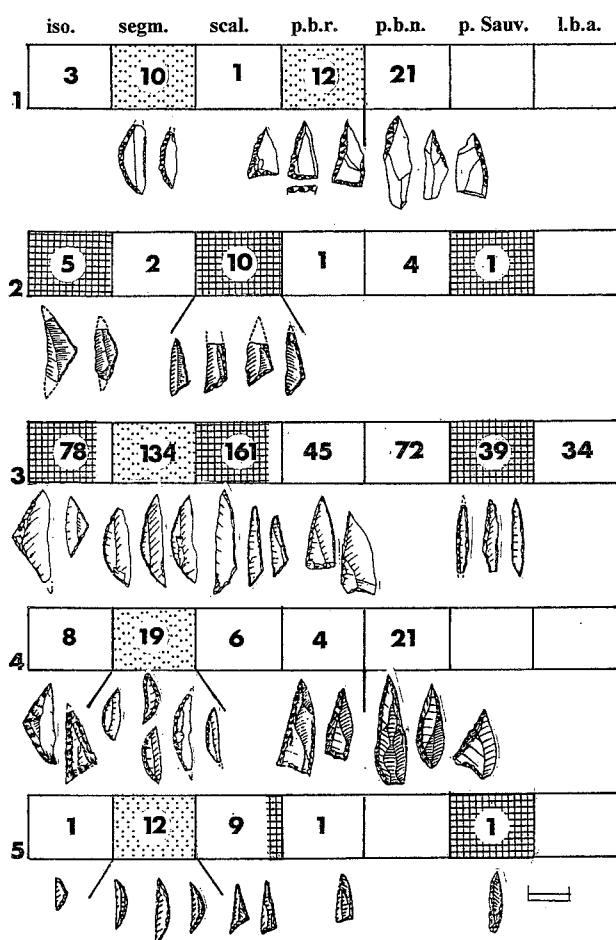 iso. segm. scal. p.b.r. p.b.n. p. Sauv. l.b.a.
1 3 10 1 12 21
2 5 2 10 1 4 1
3 78 134 161 45 72 39 34
4 8 19 6 4 21
5 1 12 9 1 1